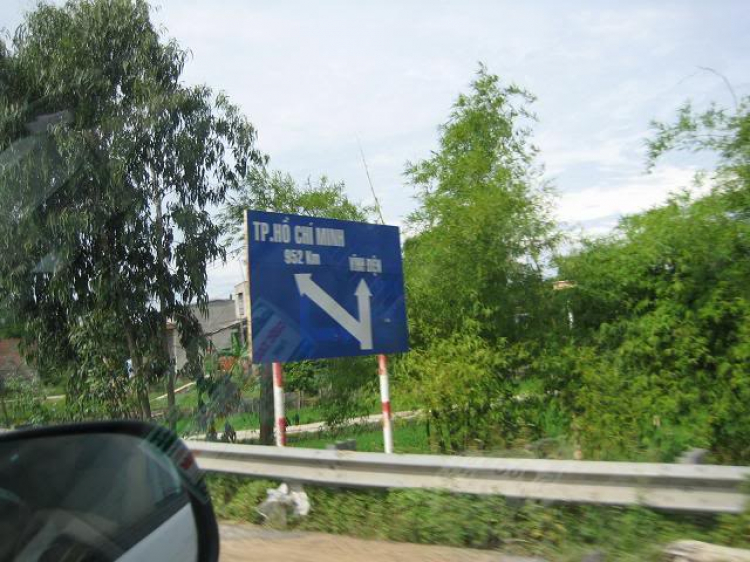 TP.HỒ CHÍ MINH
952 Km
VĨNH ĐIỆN